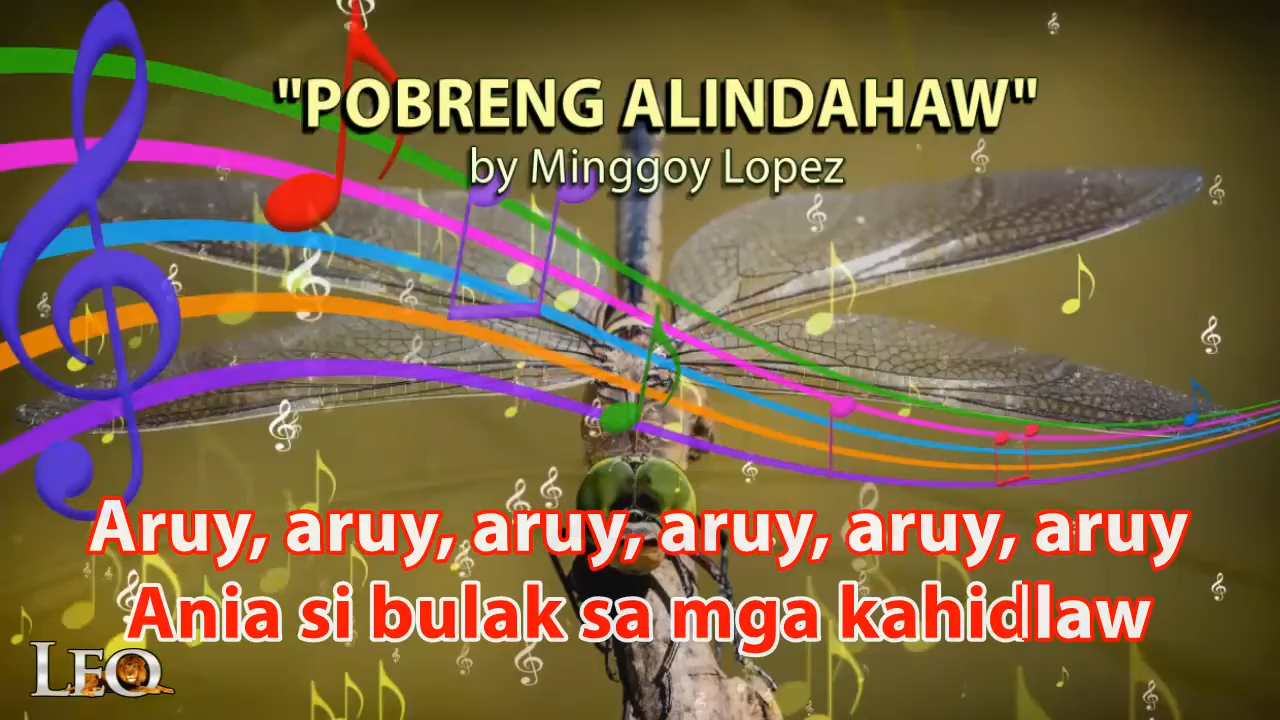 "POBRENG ALINDAHAW"
by Minggoy Lopez
Aruy, aruy, aruy, aruy, aruy, aruy
Ania si bulak sa mga kahidlaw
LEO